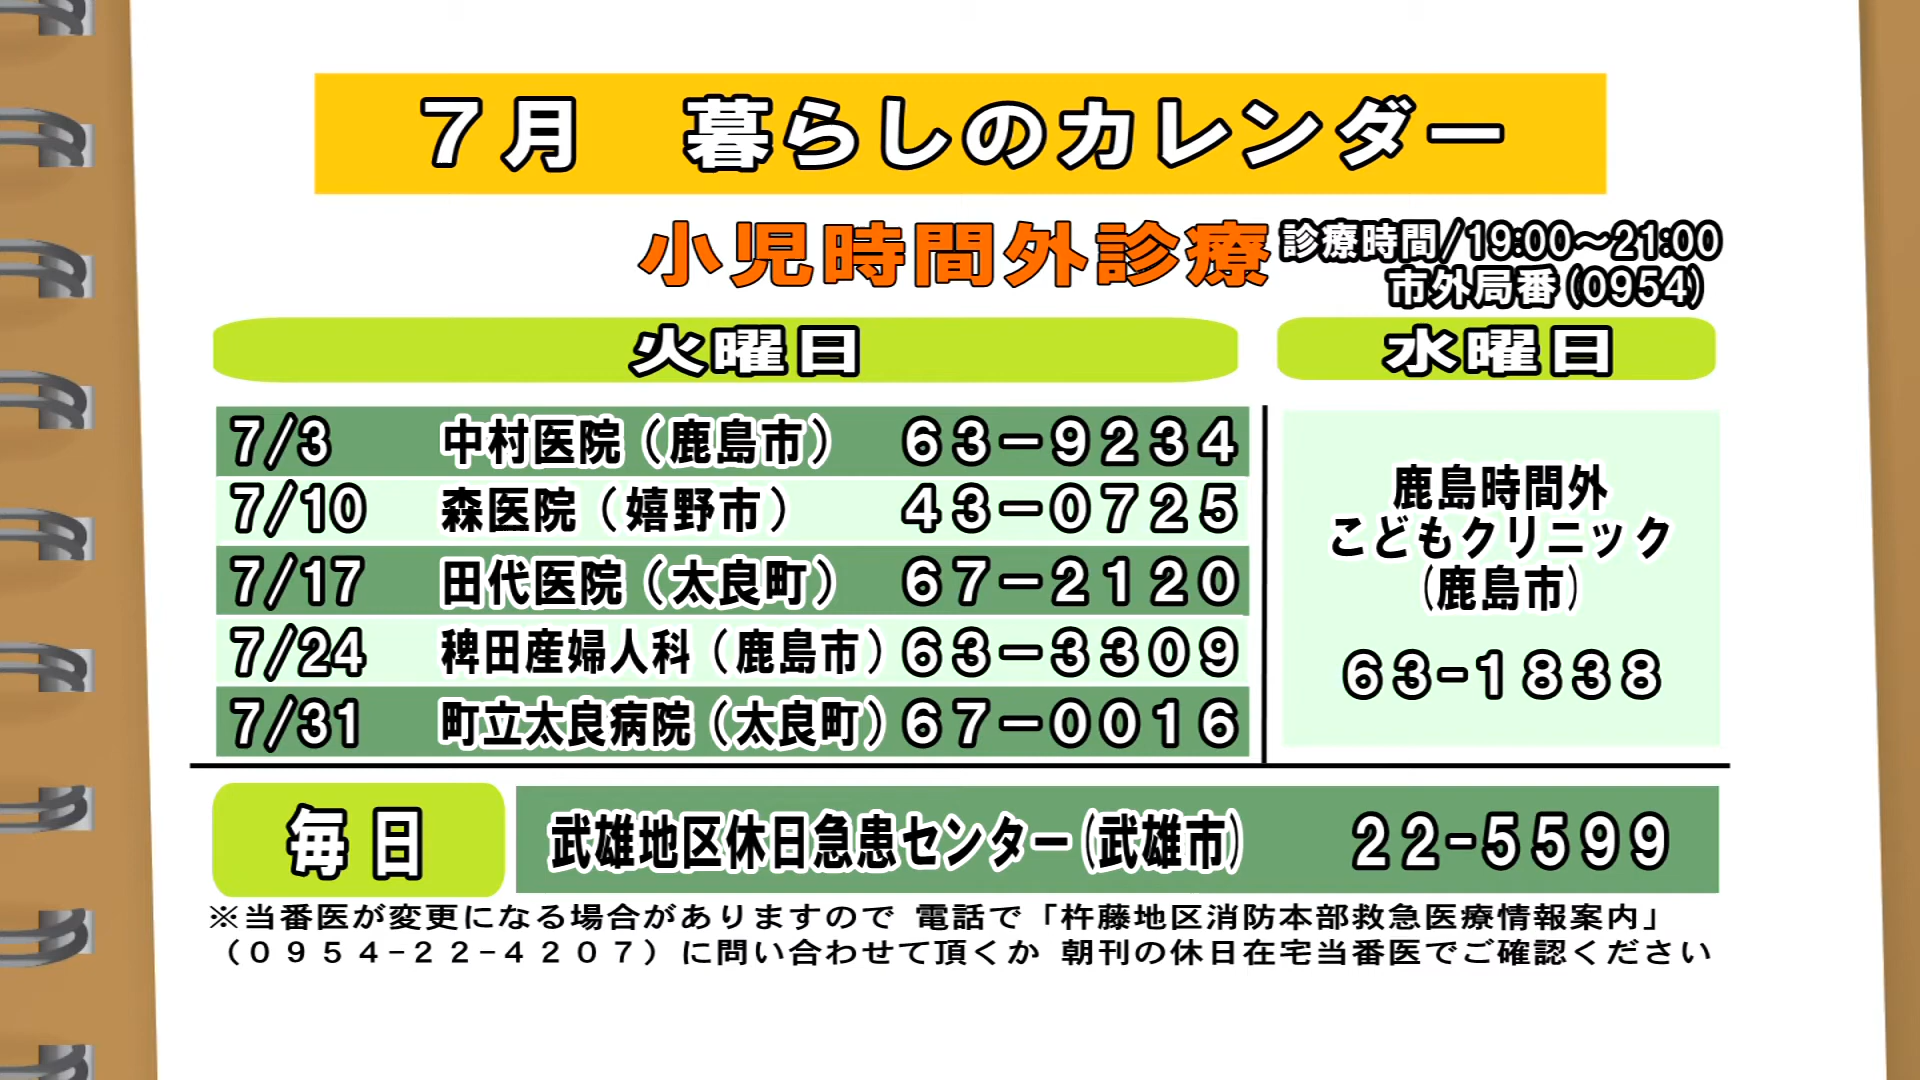 ７月　暮らしのカレンダー
小児時間外診療
診療時間/19:00～21:00
市外局番(0954)
火曜日
7/3 中村医院（鹿島市） ６３－９２３４
7/10 森医院（嬉野市） ４３－０７２５
7/17 田代医院（太良町） ６７－２１２０
7/24 稗田産婦人科（鹿島市） ６３－３３０９
7/31 町立太良病院（太良町） ６７－００１６
水曜日
鹿島時間外
こどもクリニック
(鹿島市)
６３-１８３８
毎日
武雄地区休日急患センター(武雄市) ２２-５５９９
※当番医が変更になる場合がありますので 電話で「杵藤地区消防本部救急医療情報案内」
（０９５４-２２-４２０７）に問い合わせて頂くか 朝刊の休日在宅当番医でご確認ください